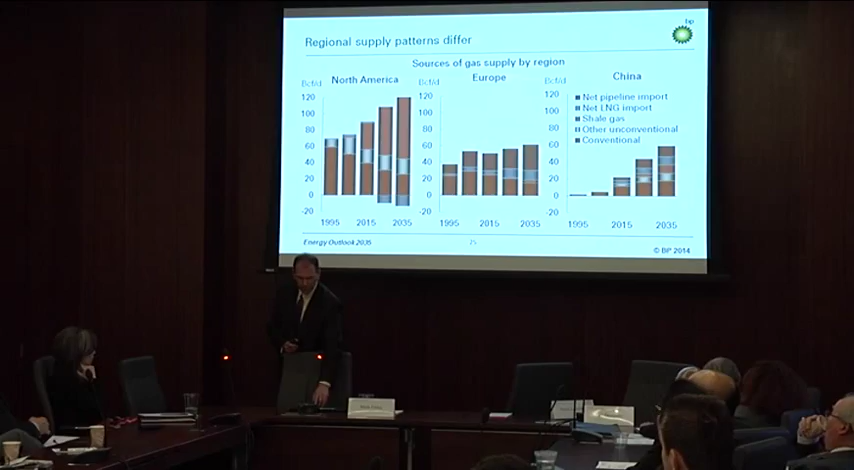 bp
Regional supply patterns differ
Sources of gas supply by region
Bcf/d North America
Bcf/d Europe
Bcf/d China
120
100
80
60
40
20
0
-20
1995 2015 2035
120
100
80
60
40
20
0
-20
1995 2015 2035
120
100
80
60
40
20
0
-20
1995 2015 2035
Net pipeline import
Net LNG import
Shale gas
Other unconventional
Conventional
Energy Outlook 2035
© BP 2014